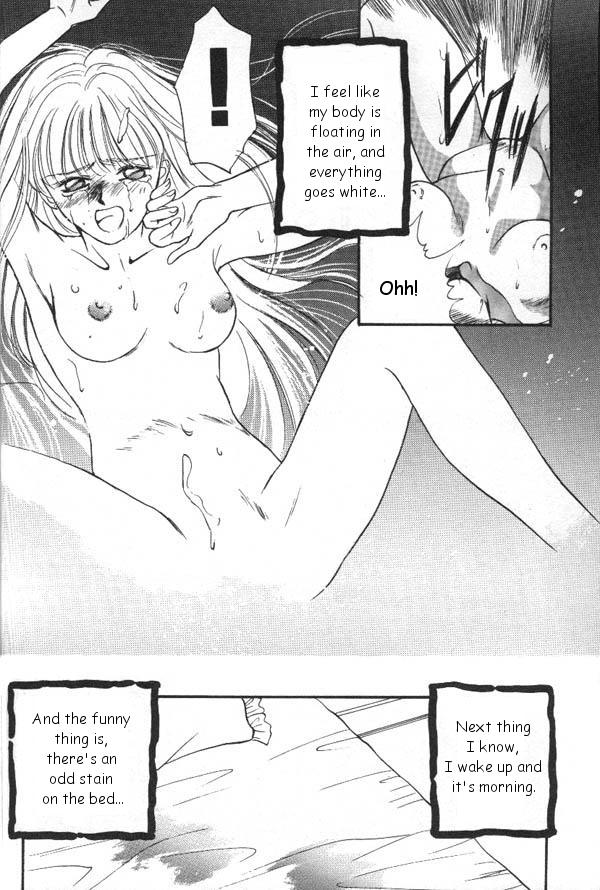 I feel like
my body is
floating in
the air, and
everything
goes white...
!
Ohh!
Next thing
I know,
I wake up and
it's morning.
And the funny
thing is,
there's an
odd stain
on the bed...